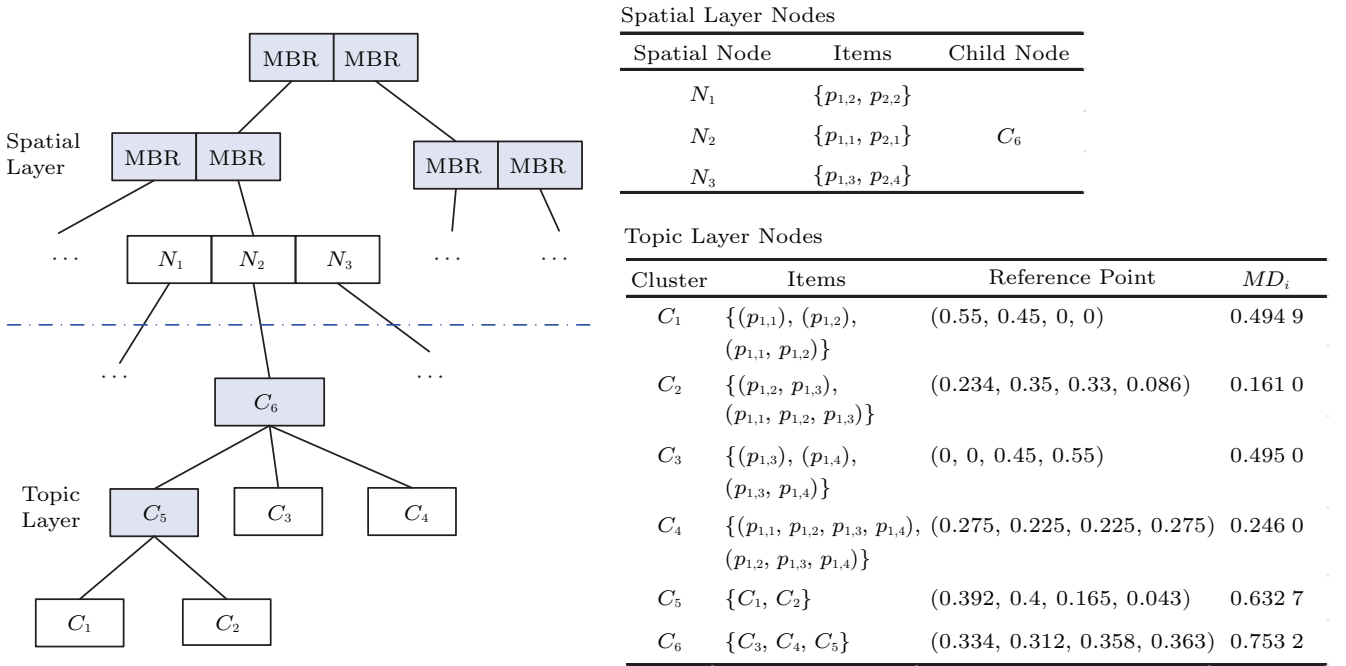 MBR MBR
Spatial
Layer
MBR MBR
MBR MBR
... N1 N2 N3 ... ...
... ...
C6
Topic
Layer
C5 C3 C4
C1 C2
Spatial Layer Nodes
Spatial Node Items Child Node
N1 {p1,2, p2,2}
N2 {p1,1, p2,1} C6
N3 {p1,3, p2,4}
Topic Layer Nodes
Cluster Items Reference Point MDi
C1 {(p1,1), (p1,2), (0.55, 0.45, 0, 0) 0.494 9
(p1,1, p1,2)}
C2 {(p1,2, p1,3), (0.234, 0.35, 0.33, 0.086) 0.161 0
(p1,1, p1,2, p1,3)}
C3 {(p1,3), (p1,4), (0, 0, 0.45, 0.55) 0.495 0
(p1,3, p1,4)}
C4 {(p1,1, p1,2, p1,3, p1,4), (0.275, 0.225, 0.225, 0.275) 0.246 0
(p1,2, p1,3, p1,4)}
C5 {C1, C2} (0.392, 0.4, 0.165, 0.043) 0.632 7
C6 {C3, C4, C5} (0.334, 0.312, 0.358, 0.363) 0.753 2